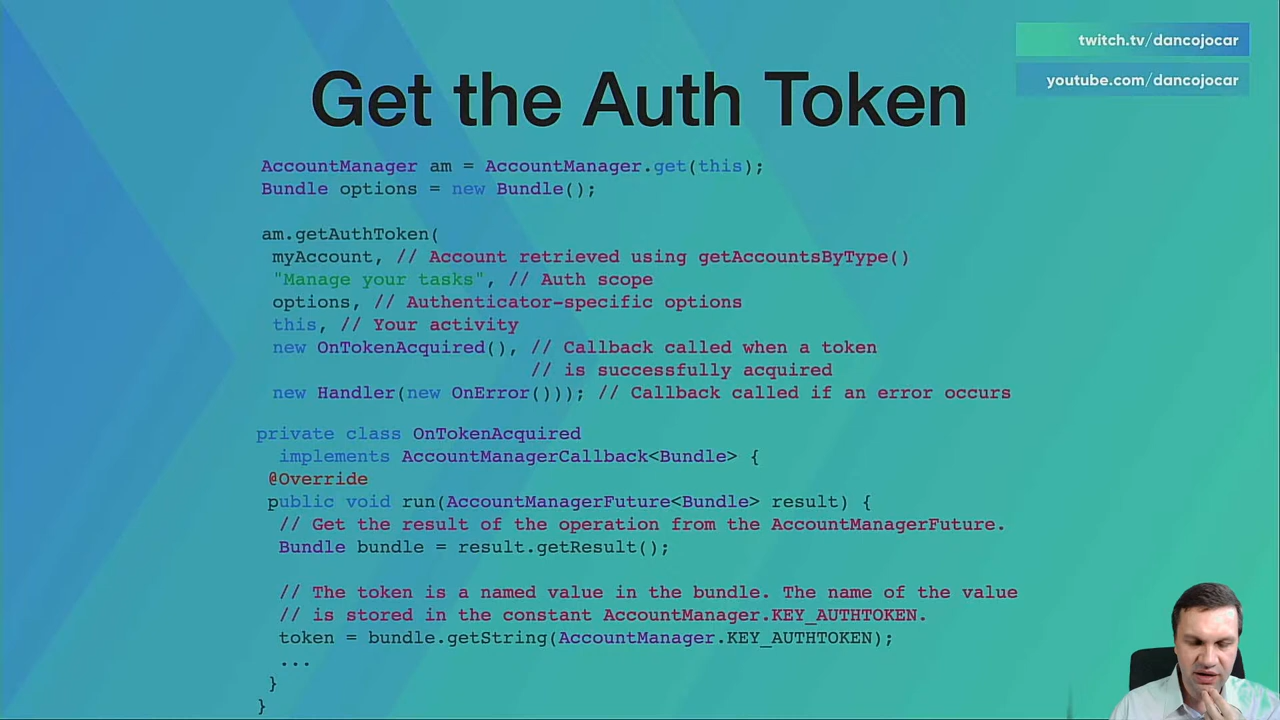 twitch.tv/dancojocar
youtube.com/dancojocar
Get the Auth Token
AccountManager am = AccountManager.get(this);
Bundle options = new Bundle();
am.getAuthToken(
myAccount, // Account retrieved using getAccountsByType()
"Manage your tasks", // Auth scope
options, // Authenticator-specific options
this, // Your activity
new OnTokenAcquired(), // Callback called when a token
// is successfully acquired
new Handler(new OnError())); // Callback called if an error occurs
private class OnTokenAcquired
implements AccountManagerCallback<Bundle> {
@Override
public void run(AccountManagerFuture<Bundle> result) {
// Get the result of the operation from the AccountManagerFuture.
Bundle bundle = result.getResult();
// The token is a named value in the bundle. The name of the value
// is stored in the constant AccountManager.KEY_AUTHTOKEN.
token = bundle.getString(AccountManager.KEY_AUTHTOKEN);
...
}
}